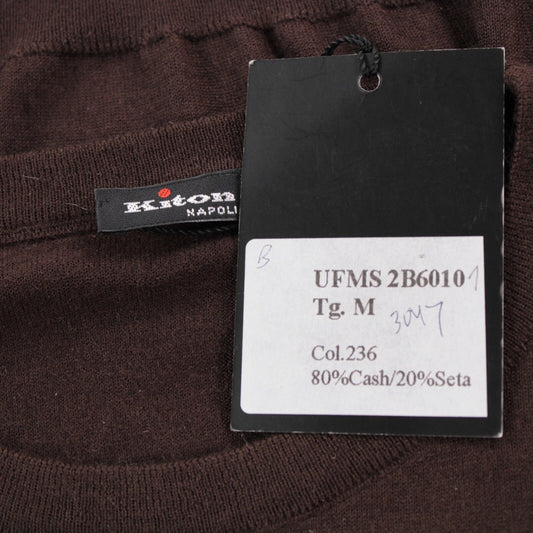 Kiton
NAPOLI
B
UFMS 2B60101
Tg. M
3047
Col.236
80%Cash/20%Seta